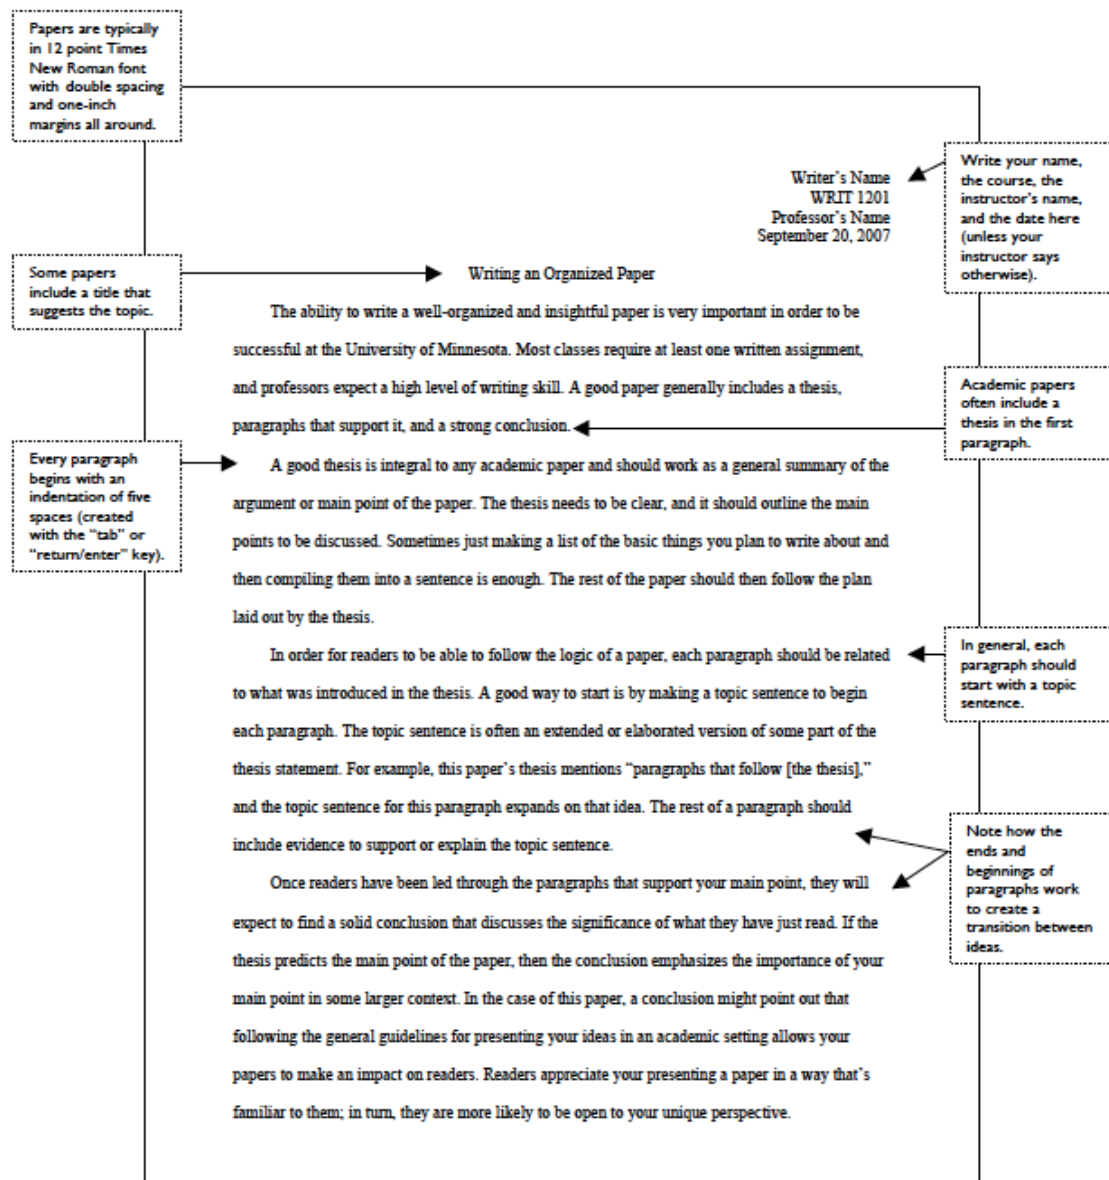 Papers are typically
in 12 point Times
New Roman font
with double spacing
and one-inch
margins all around.
Writer's Name
WRIT 1201
Professor's Name
September 20, 2007
Write your name,
the course, the
instructor's name,
and the date here
(unless your
instructor says
otherwise).
Some papers
include a title that
suggests the topic.
Writing an Organized Paper
The ability to write a well-organized and insightful paper is very important in order to be
successful at the University of Minnesota. Most classes require at least one written assignment,
and professors expect a high level of writing skill. A good paper generally includes a thesis,
paragraphs that support it, and a strong conclusion.
Academic papers
often include a
thesis in the first
paragraph.
Every paragraph
begins with an
indentation of five
spaces (created
with the “tab” or
“return/enter” key).
A good thesis is integral to any academic paper and should work as a general summary of the
argument or main point of the paper. The thesis needs to be clear, and it should outline the main
points to be discussed. Sometimes just making a list of the basic things you plan to write about and
then compiling them into a sentence is enough. The rest of the paper should then follow the plan
laid out by the thesis.
In order for readers to be able to follow the logic of a paper, each paragraph should be related
to what was introduced in the thesis. A good way to start is by making a topic sentence to begin
each paragraph. The topic sentence is often an extended or elaborated version of some part of the
thesis statement. For example, this paper's thesis mentions “paragraphs that follow [the thesis],”
and the topic sentence for this paragraph expands on that idea. The rest of a paragraph should
include evidence to support or explain the topic sentence.
In general, each
paragraph should
start with a topic
sentence.
Note how the
ends and
beginnings of
paragraphs work
to create a
transition between
ideas.
Once readers have been led through the paragraphs that support your main point, they will
expect to find a solid conclusion that discusses the significance of what they have just read. If the
thesis predicts the main point of the paper, then the conclusion emphasizes the importance of your
main point in some larger context. In the case of this paper, a conclusion might point out that
following the general guidelines for presenting your ideas in an academic setting allows your
papers to make an impact on readers. Readers appreciate your presenting a paper in a way that's
familiar to them; in turn, they are more likely to be open to your unique perspective.